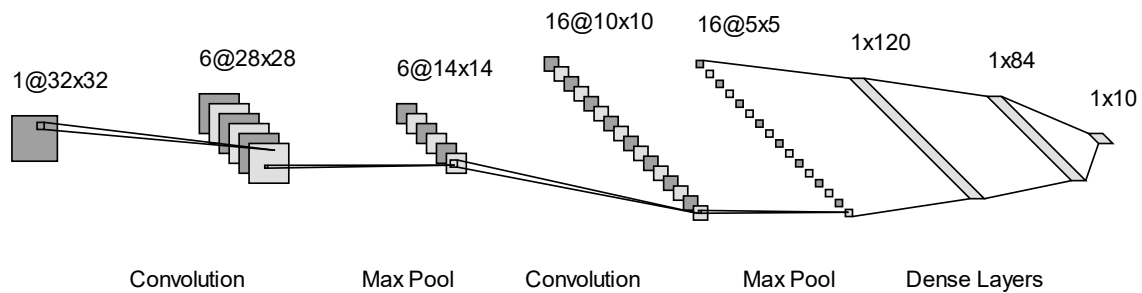 1@32x32
6@28x28
6@14x14
16@10x10
16@5x5
1x120
1x84
1x10
Convolution
Max Pool
Convolution
Max Pool
Dense Layers